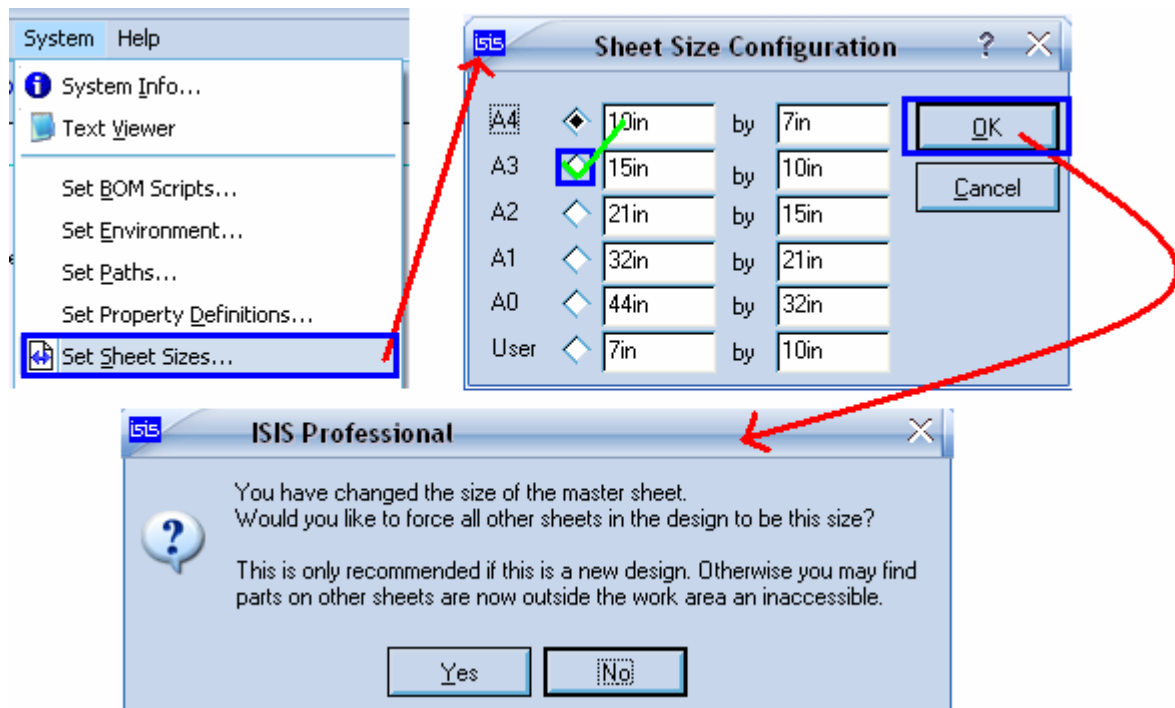 System Help
System Info...
Text Viewer
Set BOM Scripts...
Set Environment...
Set Paths...
Set Property Definitions...
Set Sheet Sizes...
isis Sheet Size Configuration ?
A4 10in by 7in
OK
A3 15in by 10in
Cancel
A2 21in by 15in
A1 32in by 21in
A0 44in by 32in
User 7in by 10in
isis ISIS Professional
You have changed the size of the master sheet.
Would you like to force all other sheets in the design to be this size?
This is only recommended if this is a new design. Otherwise you may find
parts on other sheets are now outside the work area an inaccessible.
Yes No